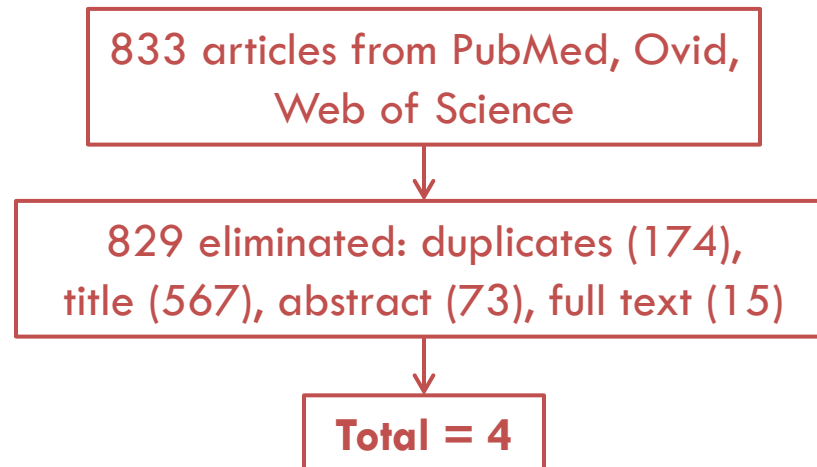 833 articles from PubMed, Ovid,
Web of Science
829 eliminated: duplicates (174),
title (567), abstract (73), full text (15)
Total = 4